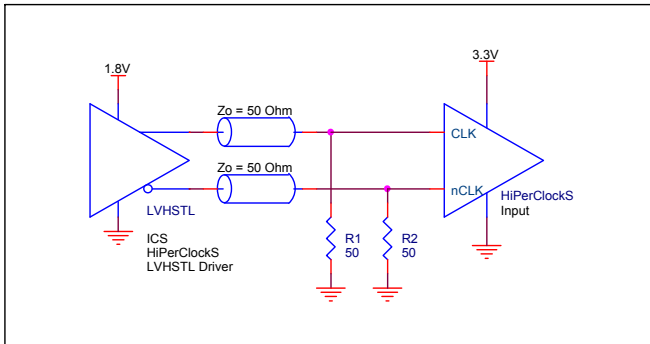 1.8V
3.3V
Zo = 50 Ohm
CLK
Zo = 50 Ohm
nCLK
HiPerClockS
Input
LVHSTL
ICS
HiPerClockS
LVHSTL Driver
R1
50
R2
50